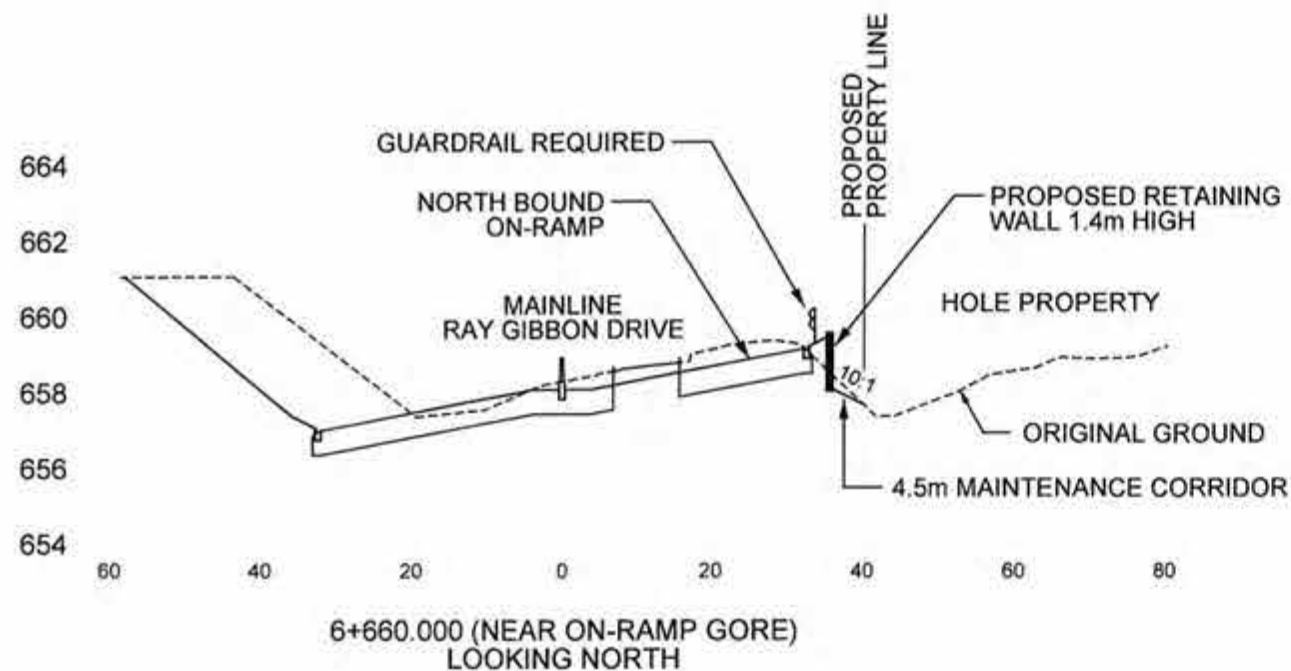 PROPOSED
PROPERTY LINE
GUARDRAIL REQUIRED
664
NORTH BOUND
ON-RAMP
PROPOSED RETAINING
WALL 1.4m HIGH
662
MAINLINE
RAY GIBBON DRIVE
HOLE PROPERTY
660
10:1
658
ORIGINAL GROUND
656
4.5m MAINTENANCE CORRIDOR
654
60 40 20 0 20 40 60 80
6+660.000 (NEAR ON-RAMP GORE)
LOOKING NORTH